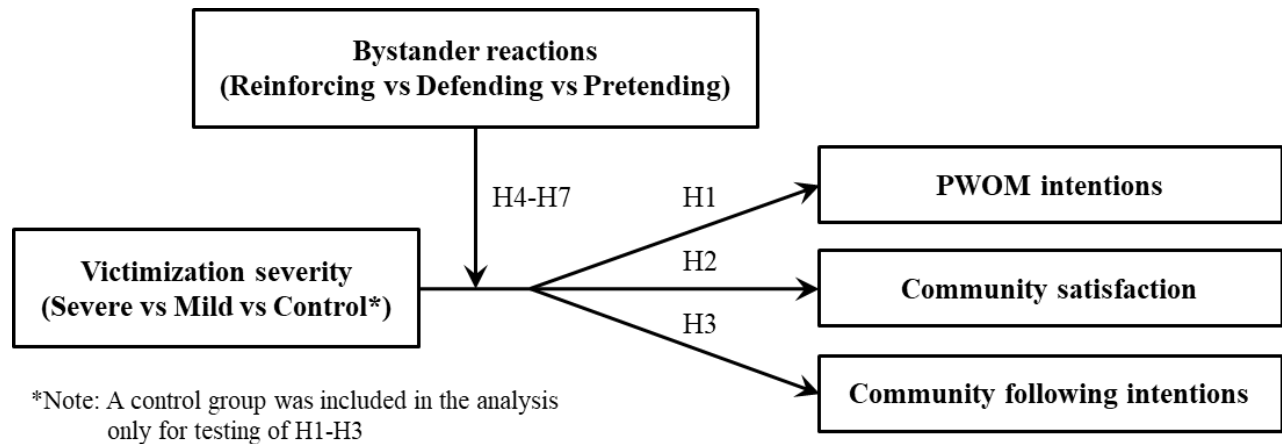 Bystander reactions
(Reinforcing vs Defending vs Pretending)
H4-H7
H1
PWOM intentions
Victimization severity
(Severe vs Mild vs Control*)
H2
Community satisfaction
H3
Community following intentions
*Note: A control group was included in the analysis
only for testing of H1-H3